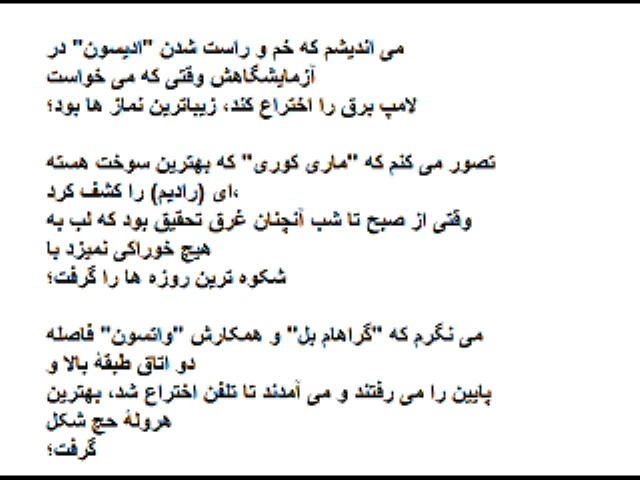 می اندیشم که خم و راست شدن "ادیسون" در
آزمایشگاهش وقتی که می خواست
لامپ برق را اختراع کند، زیباترین نماز ها بود؛
تصور می کنم که "ماری کوری" که بهترین سوخت هسته
،ای (رادیم) را کشف کرد
وقتی از صبح تا شب آنچنان غرق تحقیق بود که لب به
هیچ خوراکی نمیزد با
شکوه ترین روزه ها را گرفت؛
می نگرم که "گراهام بل" و همکارش "واتسون" فاصله
دو اتاق طبقهٔ بالا و
پایین را می رفتند و می آمدند تا تلفن اختراع شد، بهترین
هرولهٔ حج شکل
گرفت؛